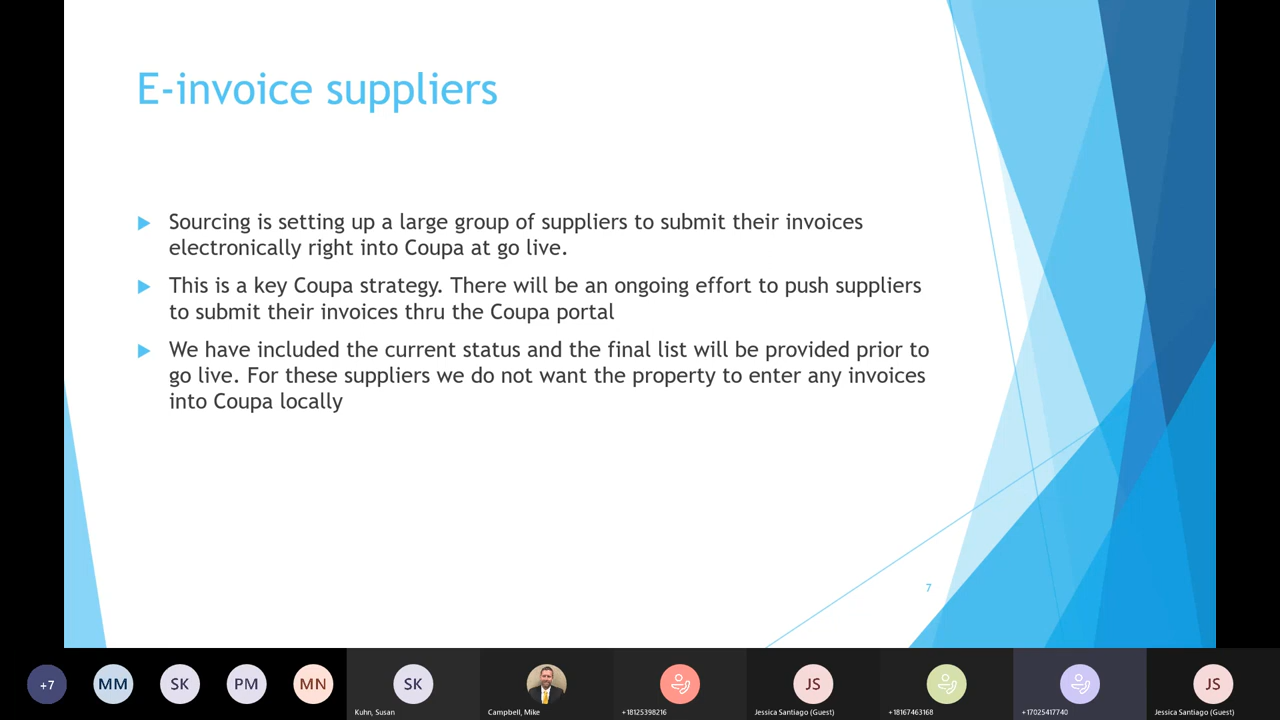 E-invoice suppliers
Sourcing is setting up a large group of suppliers to submit their invoices
electronically right into Coupa at go live.
This is a key Coupa strategy. There will be an ongoing effort to push suppliers
to submit their invoices thru the Coupa portal
We have included the current status and the final list will be provided prior to
go live. For these suppliers we do not want the property to enter any invoices
into Coupa locally
7
+7
MM
SK
PM
MN
SK
JS
JS
Kuhn, Susan
Campbell, Mike
+18125398216
Jessica Santiago (Guest)
+18167463168
+17025417740
Jessica Santiago (Guest)